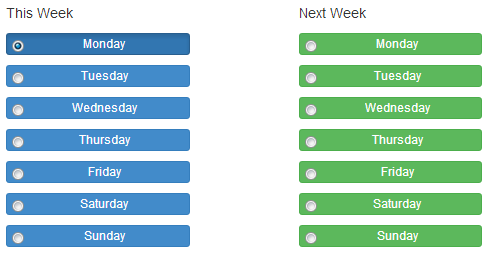 This Week
Monday
Tuesday
Wednesday
Thursday
Friday
Saturday
Sunday
Next Week
Monday
Tuesday
Wednesday
Thursday
Friday
Saturday
Sunday